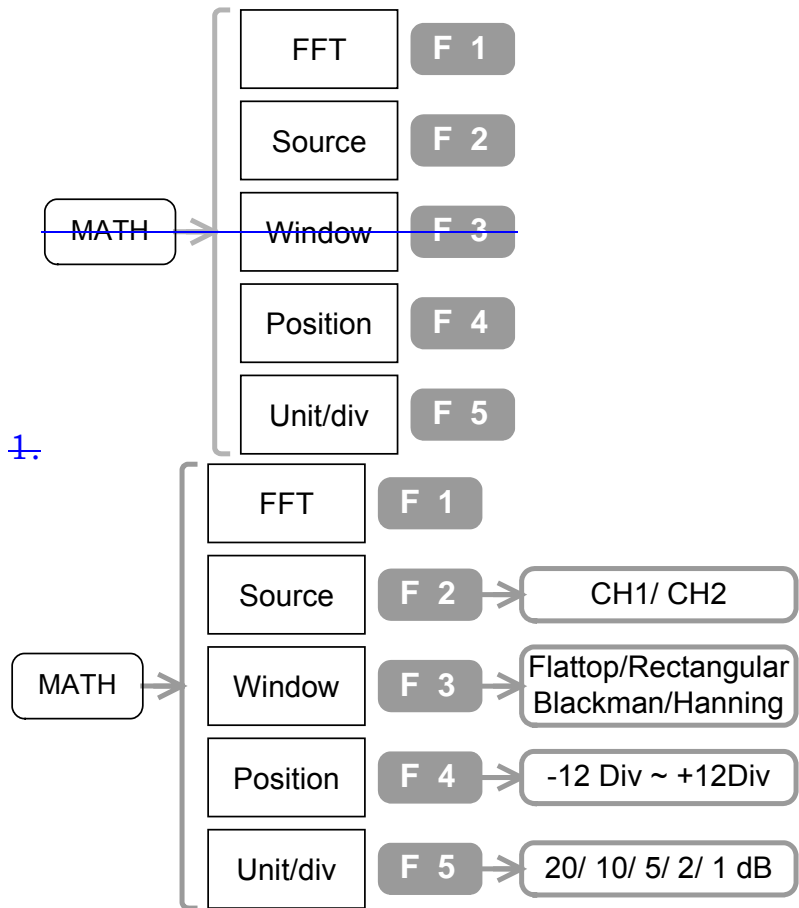 FFT F 1
Source F 2
MATH Window F 3
Position F 4
Unit/div F 5
1.
FFT F 1
Source F 2 CH1/ CH2
MATH Window F 3 Flattop/Rectangular
Blackman/Hanning
Position F 4 -12 Div ~ +12Div
Unit/div F 5 20/ 10/ 5/ 2/ 1 dB